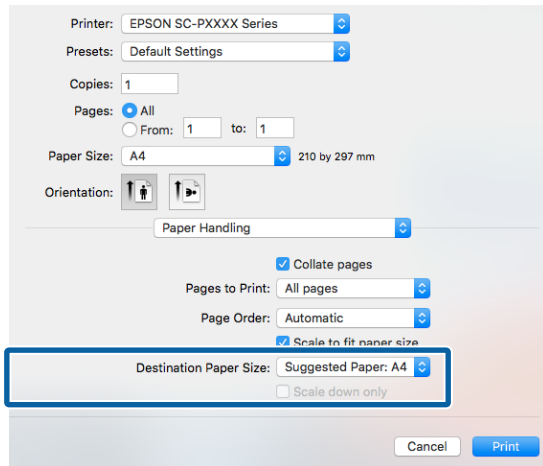 Printer: EPSON SC-PXXXX Series
Presets: Default Settings
Copies: 1
Pages: All
From: 1 to: 1
Paper Size: A4 210 by 297 mm
Orientation:
Paper Handling
Collate pages
Pages to Print: All pages
Page Order: Automatic
Scale to fit paper size
Destination Paper Size: Suggested Paper: A4
Scale down only
Cancel Print